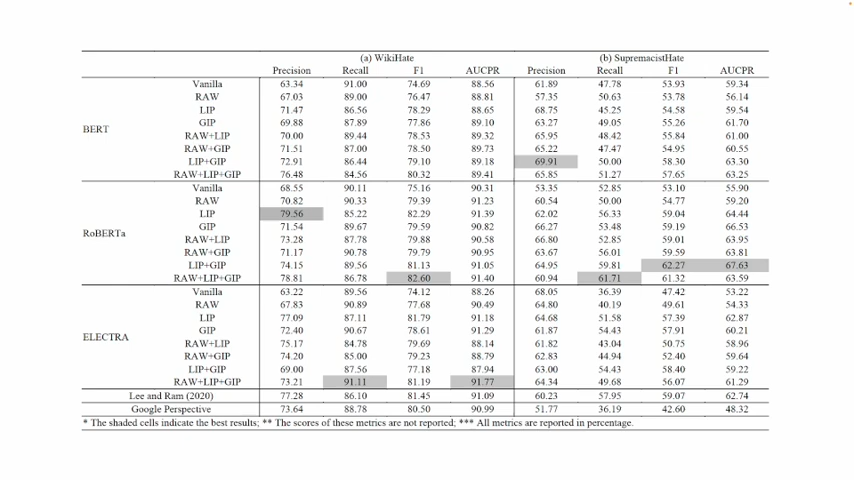 (a) WikiHate (b) SupremacistHate
Precision Recall F1 AUCPR Precision Recall F1 AUCPR
Vanilla 63.34 91.00 74.69 88.56 61.89 47.78 53.93 59.34
RAW 67.03 89.00 76.47 88.81 57.35 50.63 53.78 56.14
LIP 71.47 86.56 78.29 88.65 68.75 45.25 54.58 59.54
GIP 69.88 87.89 77.86 89.10 63.27 49.05 55.26 61.70
BERT RAW+LIP 70.00 89.44 78.53 89.32 65.95 48.42 55.84 61.00
RAW+GIP 71.51 87.00 78.50 89.73 65.22 47.47 54.95 60.55
LIP+GIP 72.91 86.44 79.10 89.18 69.91 50.00 58.30 63.30
RAW+LIP+GIP 76.48 84.56 80.32 89.41 65.85 51.27 57.65 63.25
Vanilla 68.55 90.11 75.16 90.31 53.35 52.85 53.10 55.90
RAW 70.82 90.33 79.39 91.23 60.54 50.00 54.77 59.20
LIP 79.56 85.22 82.29 91.39 62.02 56.33 59.04 64.44
GIP 71.54 89.67 79.59 90.82 66.27 53.48 59.19 66.53
RoBERTa RAW+LIP 73.28 87.78 79.88 90.58 66.80 52.85 59.01 63.95
RAW+GIP 71.17 90.78 79.79 90.95 63.67 56.01 59.59 63.81
LIP+GIP 74.15 89.56 81.13 91.05 64.95 59.81 62.27 67.63
RAW+LIP+GIP 78.81 86.78 82.60 91.40 60.94 61.71 61.32 63.59
Vanilla 63.22 89.56 74.12 88.26 68.05 36.39 47.42 53.22
RAW 67.83 90.89 77.68 90.49 64.80 40.19 49.61 54.33
LIP 77.09 87.11 81.79 91.18 64.68 51.58 57.39 62.87
GIP 72.40 90.67 78.61 91.29 61.87 54.43 57.91 60.21
ELECTRA RAW+LIP 75.17 84.78 79.69 88.14 61.82 43.04 50.75 58.96
RAW+GIP 74.20 85.00 79.23 88.79 62.83 44.94 52.40 59.64
LIP+GIP 69.00 87.56 77.18 87.94 63.00 54.43 58.40 59.22
RAW+LIP+GIP 73.21 91.11 81.19 91.77 64.34 49.68 56.07 61.29
Lee and Ram (2020) 77.28 86.10 81.45 91.09 60.23 57.95 59.07 62.74
Google Perspective 73.64 88.78 80.50 90.99 51.77 36.19 42.60 48.32
* The shaded cells indicate the best results; ** The scores of these metrics are not reported; *** All metrics are reported in percentage.